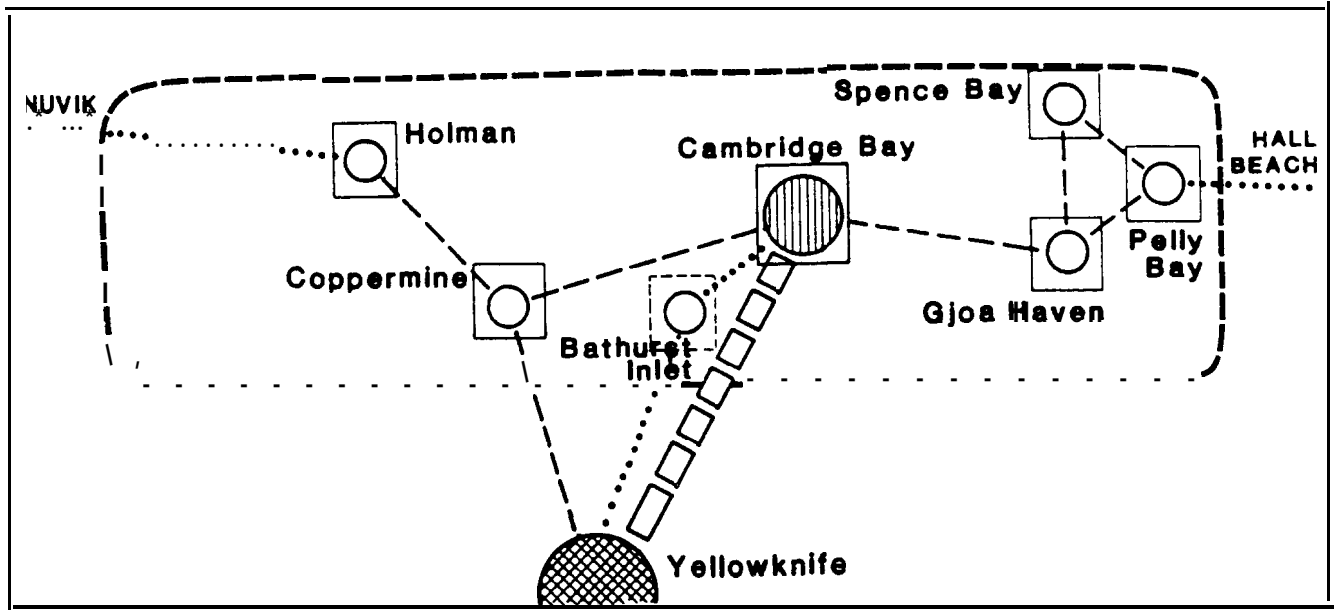 Spence Bay
NUVIK
Holman
HALL
BEACH
Cambridge Bay
Pelly
Bay
Coppermine
Gjoa Haven
Bathurst
Inlet
Yellowknife